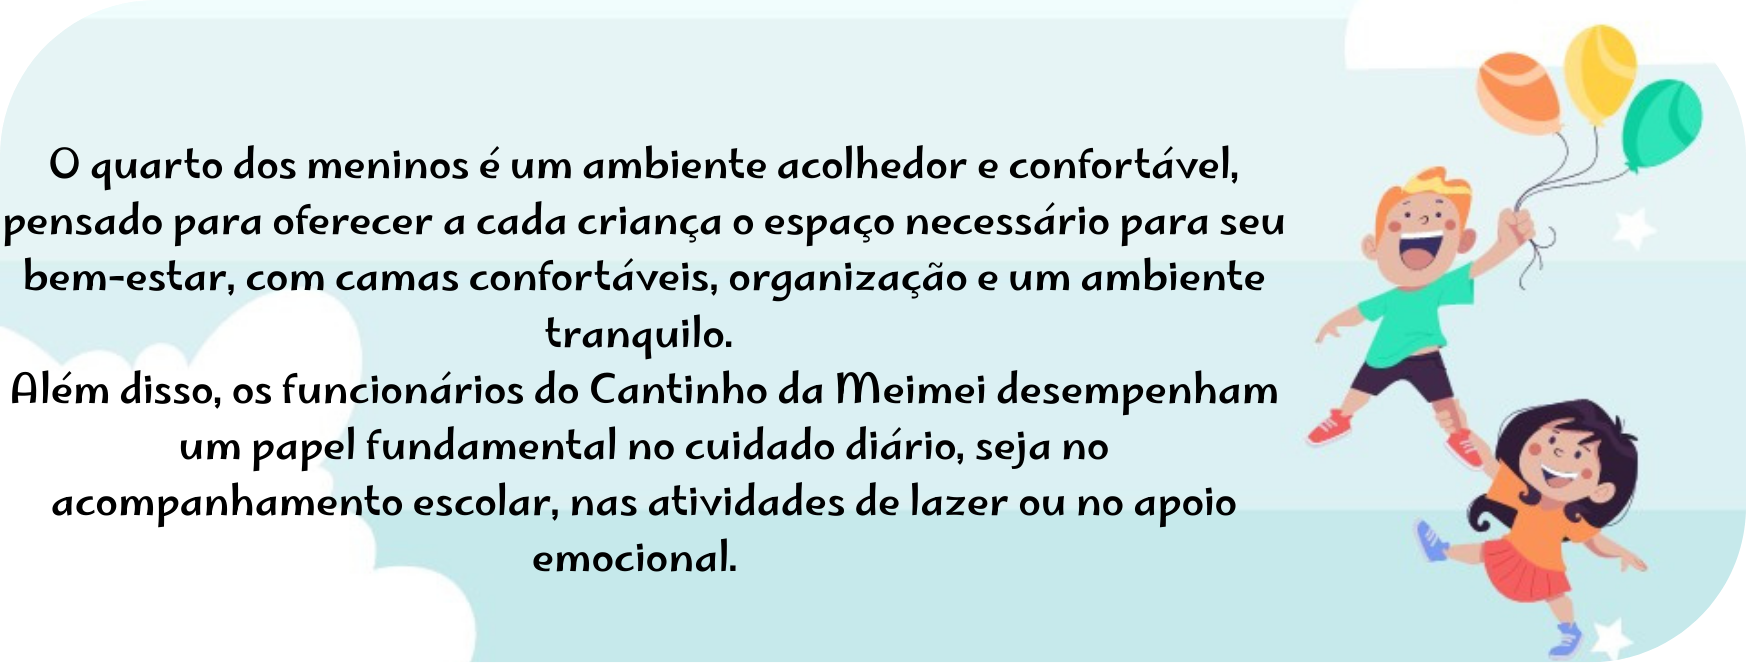 O quarto dos meninos é um ambiente acolhedor e confortável,
pensado para oferecer a cada criança o espaço necessário para seu
bem-estar, com camas confortáveis, organização e um ambiente
tranquilo.
Além disso, os funcionários do Cantinho da Meimei desempenham
um papel fundamental no cuidado diário, seja no
acompanhamento escolar, nas atividades de lazer ou no apoio
emocional.